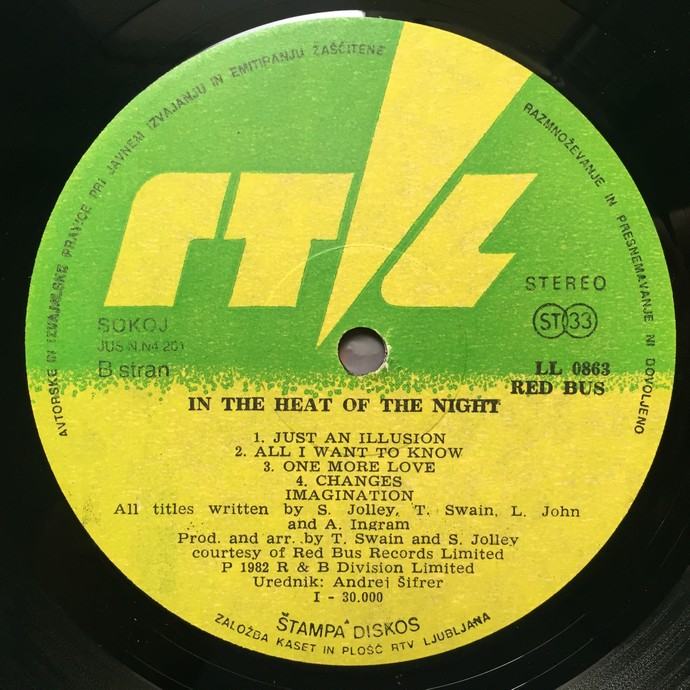 AVTORSKE IN IZVAJALSKE PRAVICE PRI JAVNEM IZVAJANJU IN EMITIRANJU ZAŠČITENE
RAZMNOŽEVANJE IN PRESNEMAVANJE NI DOVOLJENO
rtl
STEREO
SOKOJ
ST 33
JUS N.N4.201
B stran
LL 0863
RED BUS
IN THE HEAT OF THE NIGHT
1. JUST AN ILLUSION
2. ALL I WANT TO KNOW
3. ONE MORE LOVE
4. CHANGES
IMAGINATION
All titles written by S. Jolley, T. Swain, L. John
and A. Ingram
Prod. and arr. by T. Swain and S. Jolley
courtesy of Red Bus Records Limited
P 1982 R & B Division Limited
Urednik: Andrej Šifrer
I - 30.000
ŠTAMPA DISKOS
ZALOŽBA KASET IN PLOŠČ RTV LJUBLJANA